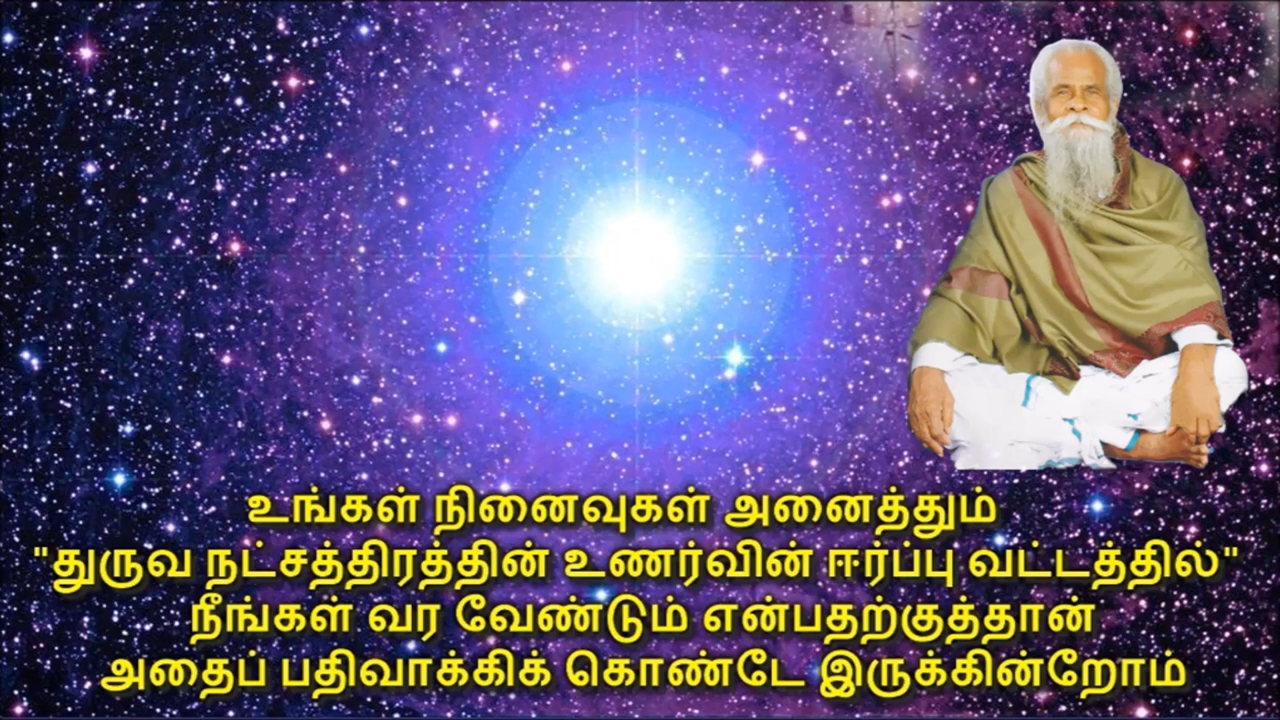 உங்கள் நினைவுகள் அனைத்தும்
"துருவ நட்சத்திரத்தின் உணர்வின் ஈர்ப்பு வட்டத்தில்"
நீங்கள் வர வேண்டும் என்பதற்குத்தான்
அதைப் பதிவாக்கிக் கொண்டே இருக்கின்றோம்